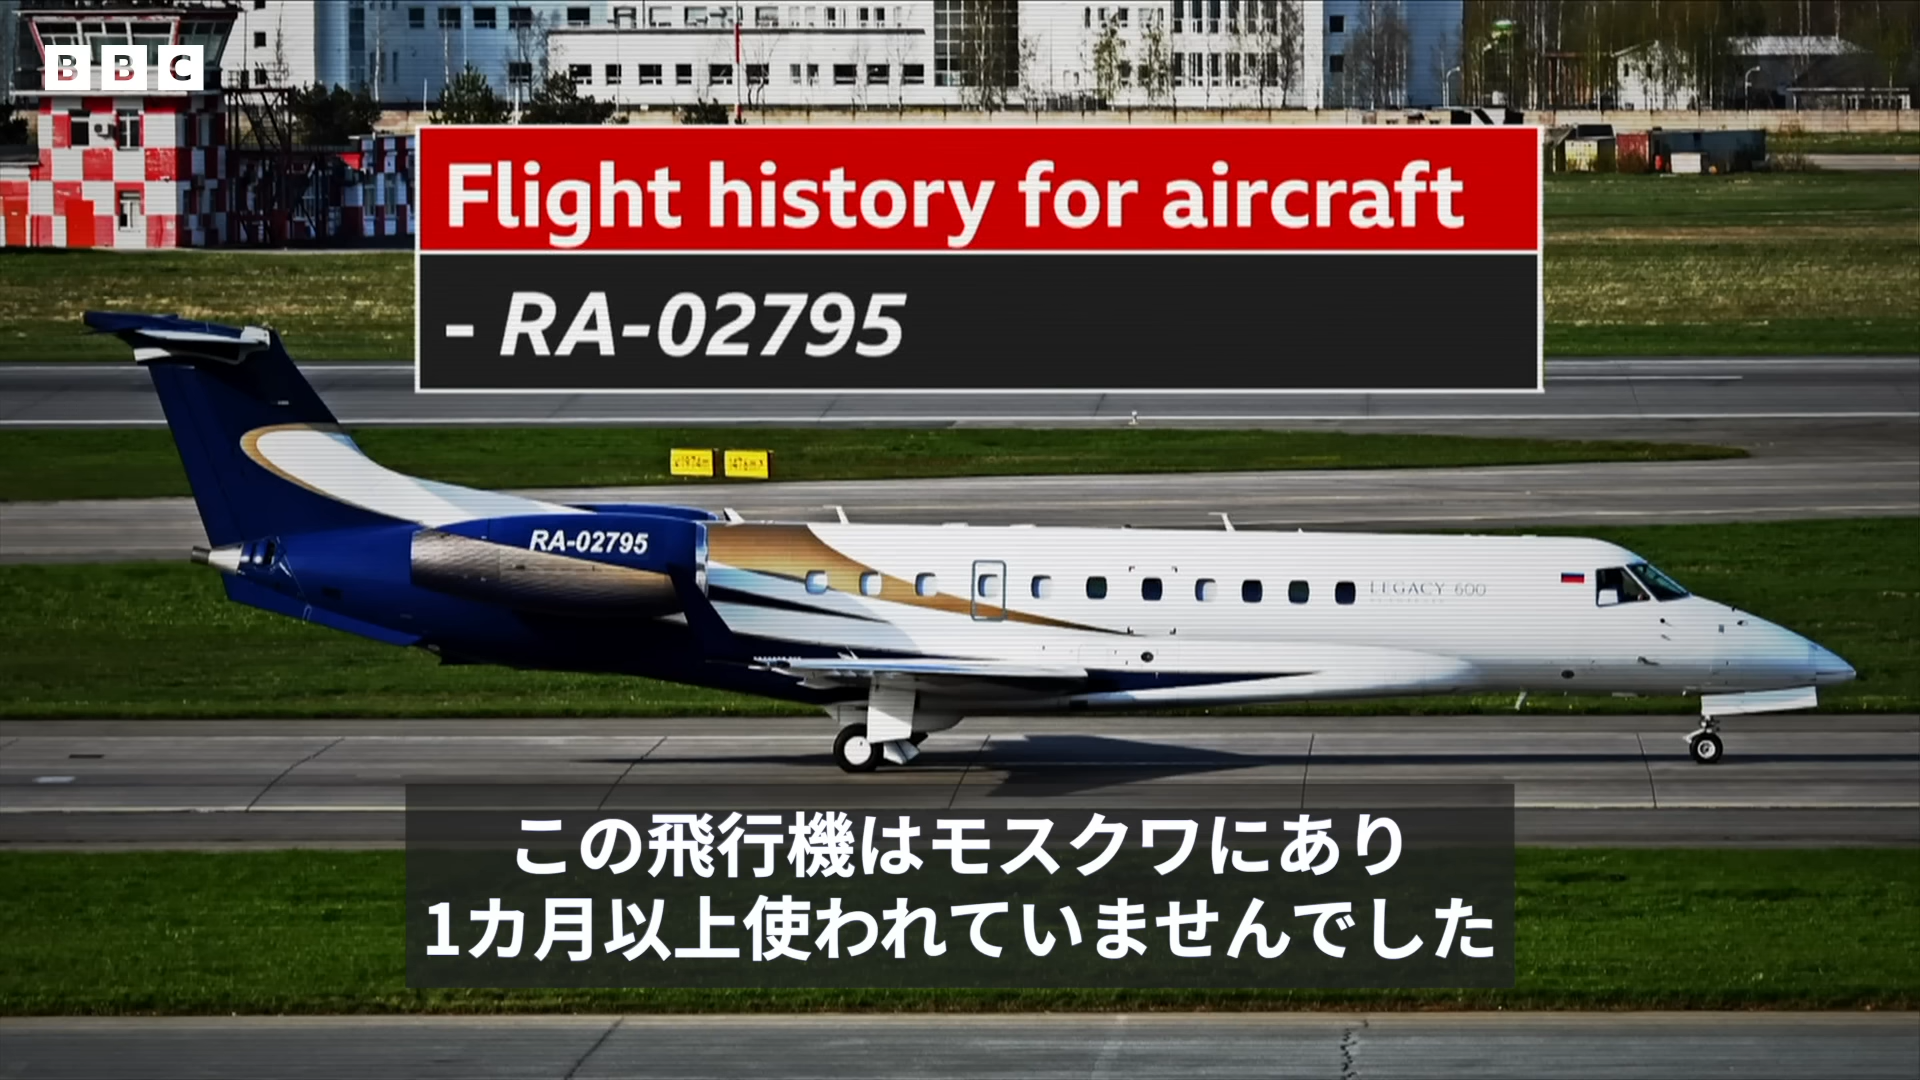 BBC
Flight history for aircraft
- RA-02795
RA-02795
LEGACY 600
この飛行機はモスクワにあり
1カ月以上使われていませんでした